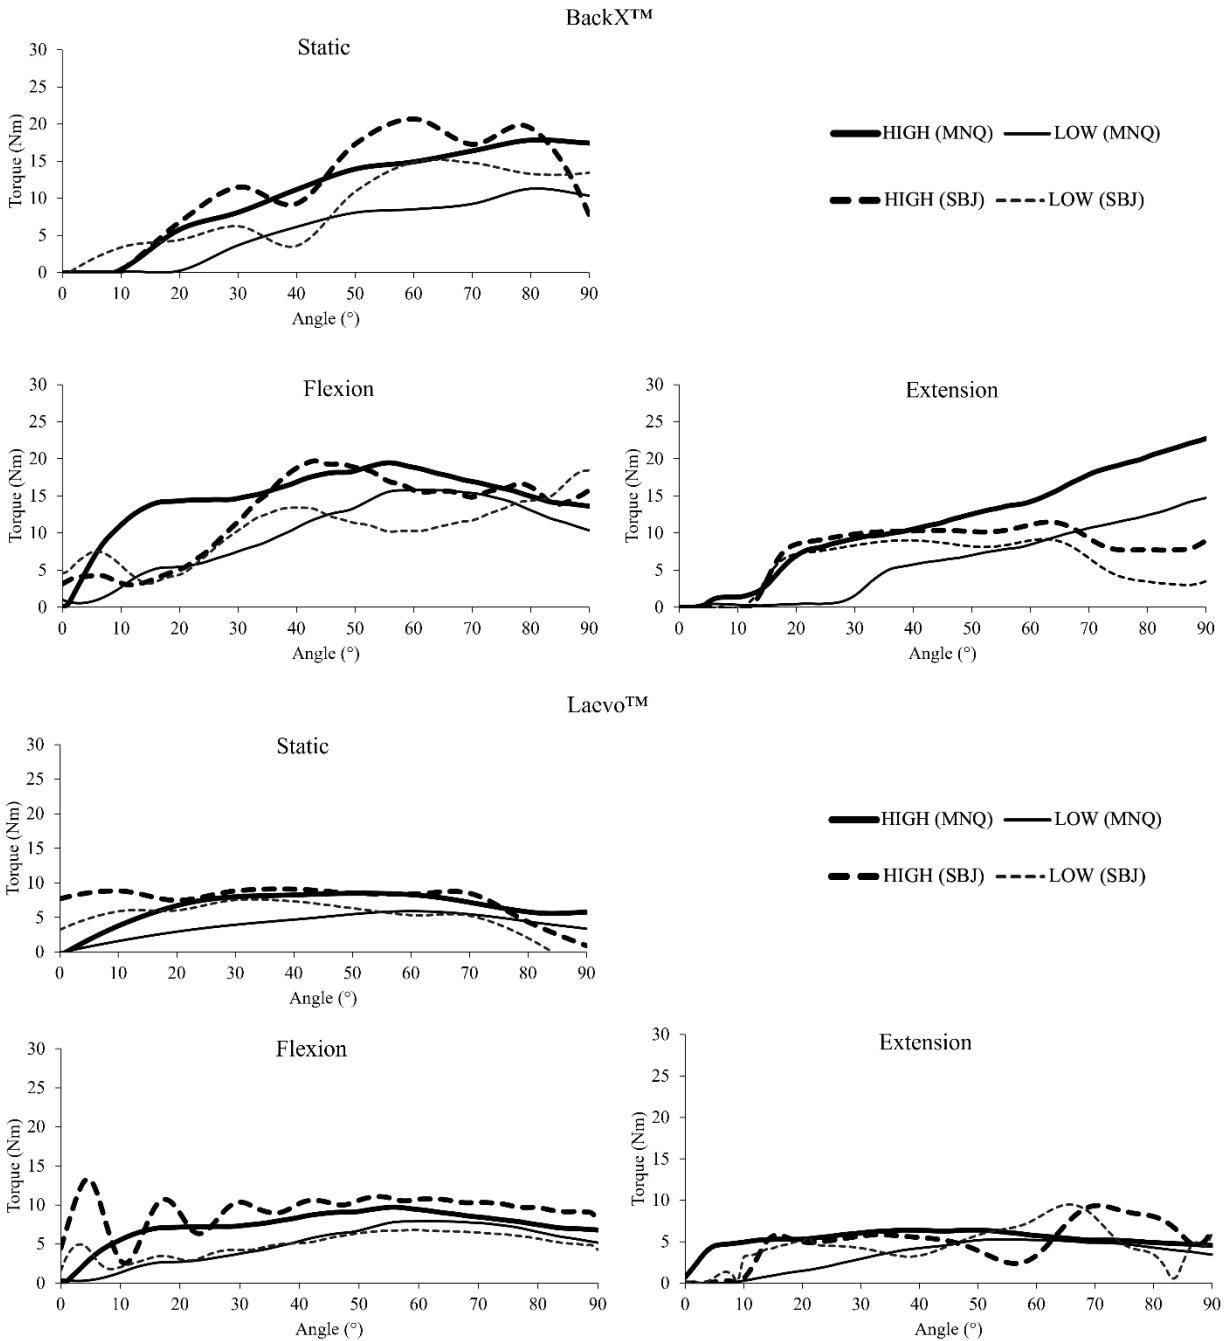 BackX™
Static
30
25
20
15
10
5
0
Torque (Nm)
0 10 20 30 40 50 60 70 80 90
Angle (°)
HIGH (MNQ) LOW (MNQ)
HIGH (SBJ) LOW (SBJ)
Flexion
30
25
20
15
10
5
0
Torque (Nm)
0 10 20 30 40 50 60 70 80 90
Angle (°)
Extension
30
25
20
15
10
5
0
Torque (Nm)
0 10 20 30 40 50 60 70 80 90
Angle (°)
Laevo™
Static
30
25
20
15
10
5
0
Torque (Nm)
0 10 20 30 40 50 60 70 80 90
Angle (°)
HIGH (MNQ) LOW (MNQ)
HIGH (SBJ) LOW (SBJ)
Flexion
30
25
20
15
10
5
0
Torque (Nm)
0 10 20 30 40 50 60 70 80 90
Angle (°)
Extension
30
25
20
15
10
5
0
Torque (Nm)
0 10 20 30 40 50 60 70 80 90
Angle (°)